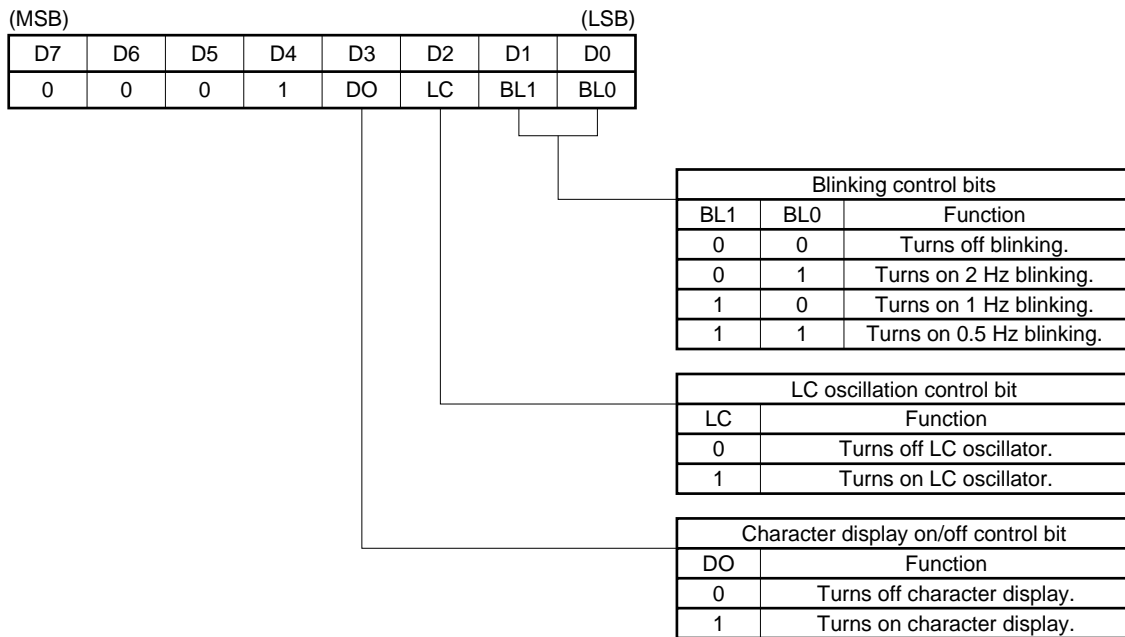 (MSB) (LSB)
D7 D6 D5 D4 D3 D2 D1 D0
0 0 0 1 DO LC BL1 BL0
Blinking control bits
BL1 BL0 Function
0 0 Turns off blinking.
0 1 Turns on 2 Hz blinking.
1 0 Turns on 1 Hz blinking.
1 1 Turns on 0.5 Hz blinking.
LC oscillation control bit
LC Function
0 Turns off LC oscillator.
1 Turns on LC oscillator.
Character display on/off control bit
DO Function
0 Turns off character display.
1 Turns on character display.